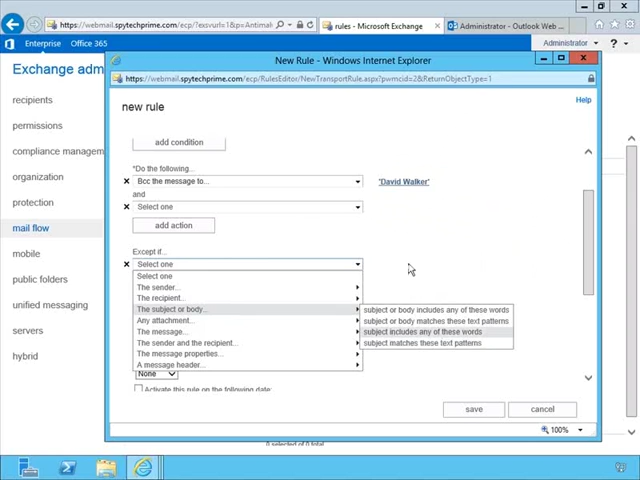 https://webmail.spytechprime.com/ecp/?exsvurl=1&p=Antimal
rules - Microsoft Exchange
Administrator - Outlook Web ...
Enterprise
Office 365
Administrator
?
Exchange adm
recipients
permissions
compliance managem
organization
protection
mail flow
mobile
public folders
unified messaging
servers
hybrid
New Rule - Windows Internet Explorer
https://webmail.spytechprime.com/ecp/RulesEditor/NewTransportRule.aspx?pwmcid=2&ReturnObjectType=1
Help
new rule
add condition
*Do the following...
Bcc the message to...
'David Walker'
and
Select one
add action
Except if...
Select one
Select one
The sender...
The recipient...
The subject or body...
Any attachment...
The message...
The sender and the recipient...
The message properties...
A message header...
subject or body includes any of these words
subject or body matches these text patterns
subject includes any of these words
subject matches these text patterns
None
Activate this rule on the following date:
save
cancel
100%
0 selected of 0 total